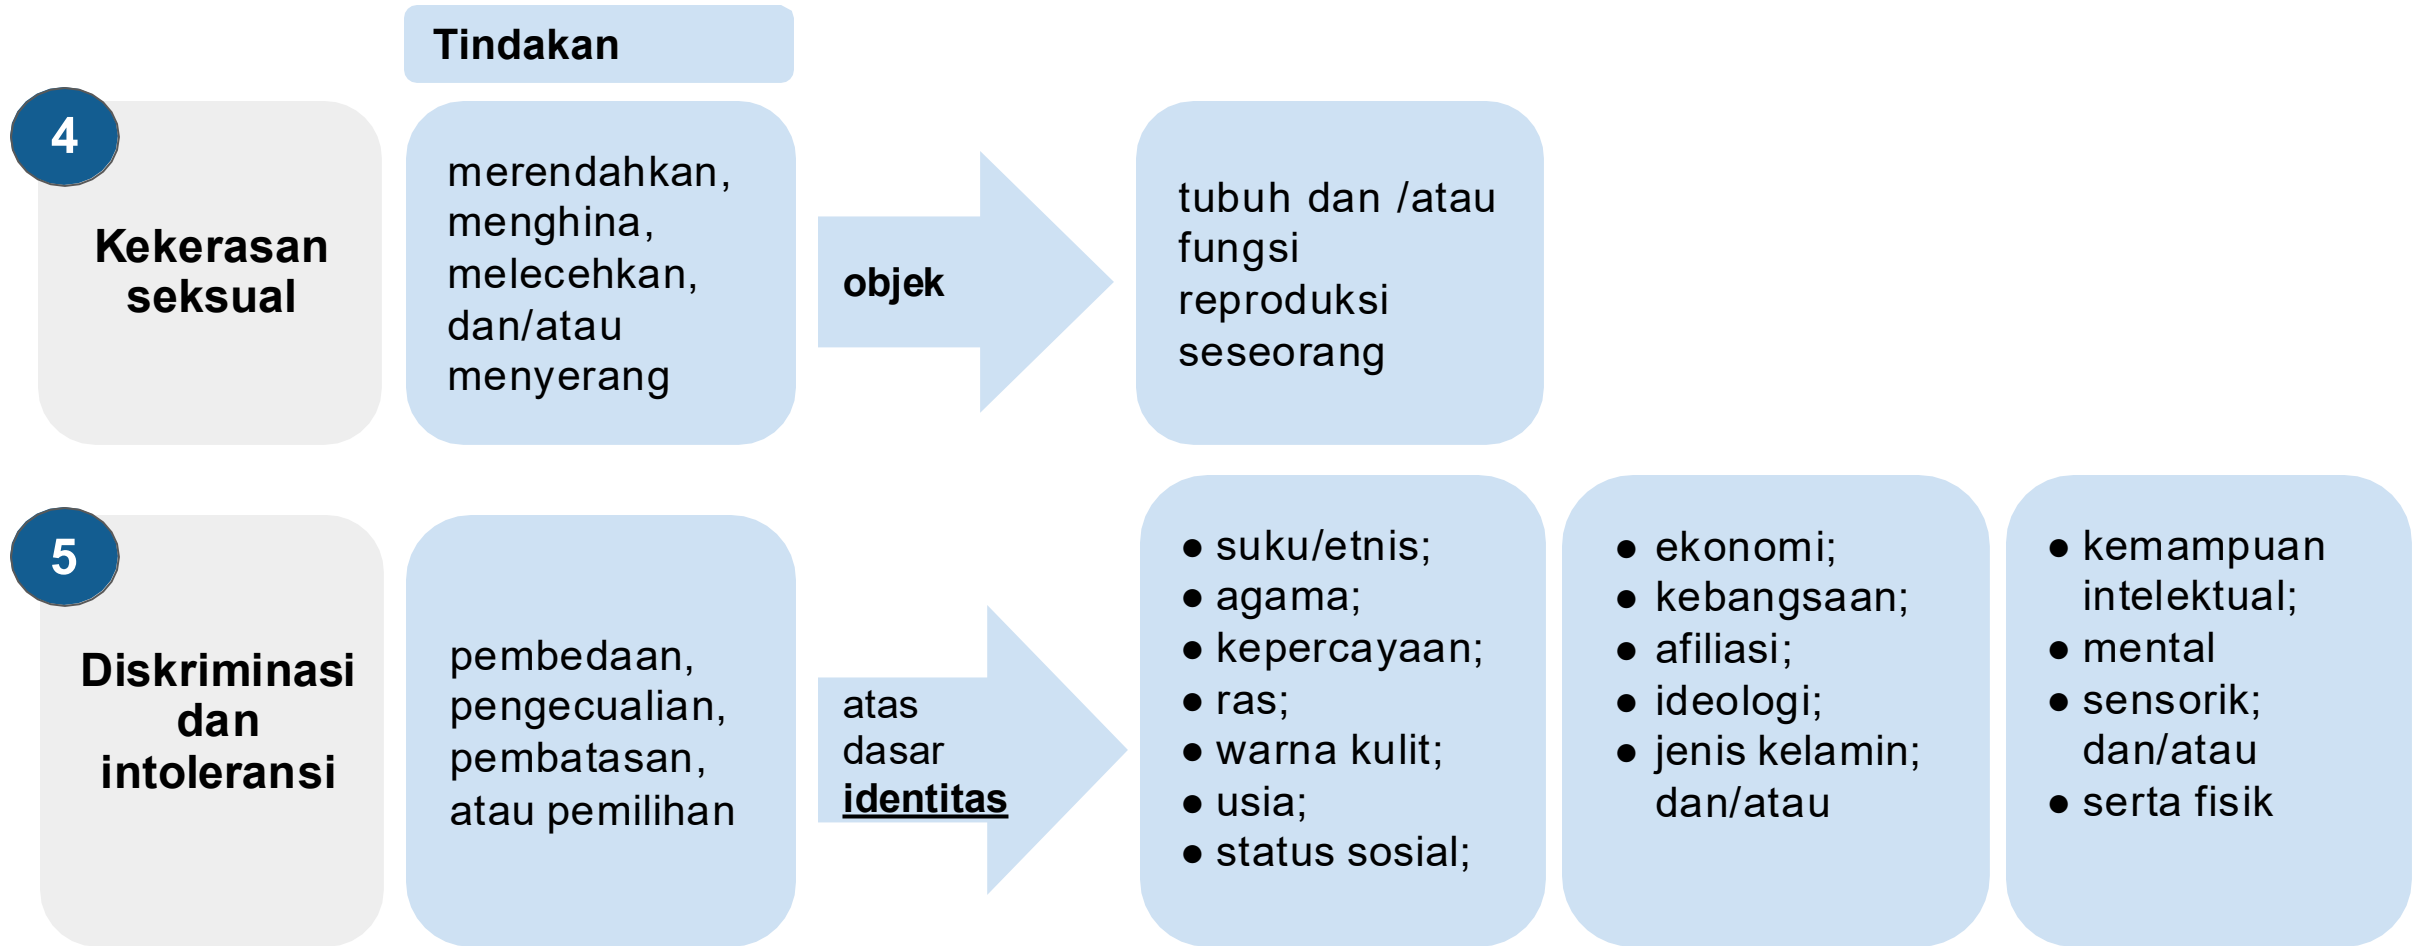 Tindakan
4
Kekerasan
seksual
merendahkan,
menghina,
melecehkan,
dan/atau
menyerang
objek
tubuh dan /atau
fungsi
reproduksi
seseorang
5
Diskriminasi
dan
intoleransi
pembedaan,
pengecualian,
pembatasan,
atau pemilihan
atas
dasar
identitas
● suku/etnis;
● agama;
● kepercayaan;
● ras;
● warna kulit;
● usia;
● status sosial;
● ekonomi;
● kebangsaan;
● afiliasi;
● ideologi;
● jenis kelamin;
dan/atau
● kemampuan
intelektual;
● mental
● sensorik;
dan/atau
● serta fisik